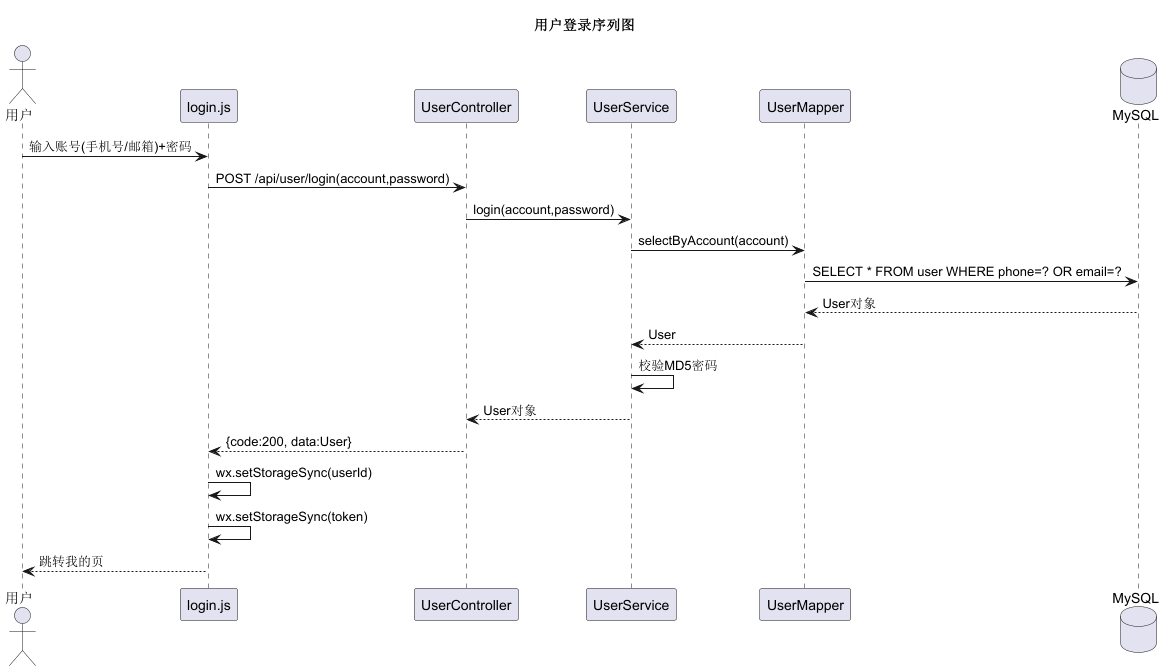 用户登录序列图
用户
login.js
UserController
UserService
UserMapper
MySQL
输入账号(手机号/邮箱)+密码
POST /api/user/login(account,password)
login(account,password)
selectByAccount(account)
SELECT * FROM user WHERE phone=? OR email=?
User对象
User
校验MD5密码
User对象
{code:200, data:User}
wx.setStorageSync(userId)
wx.setStorageSync(token)
跳转我的页
用户
login.js
UserController
UserService
UserMapper
MySQL